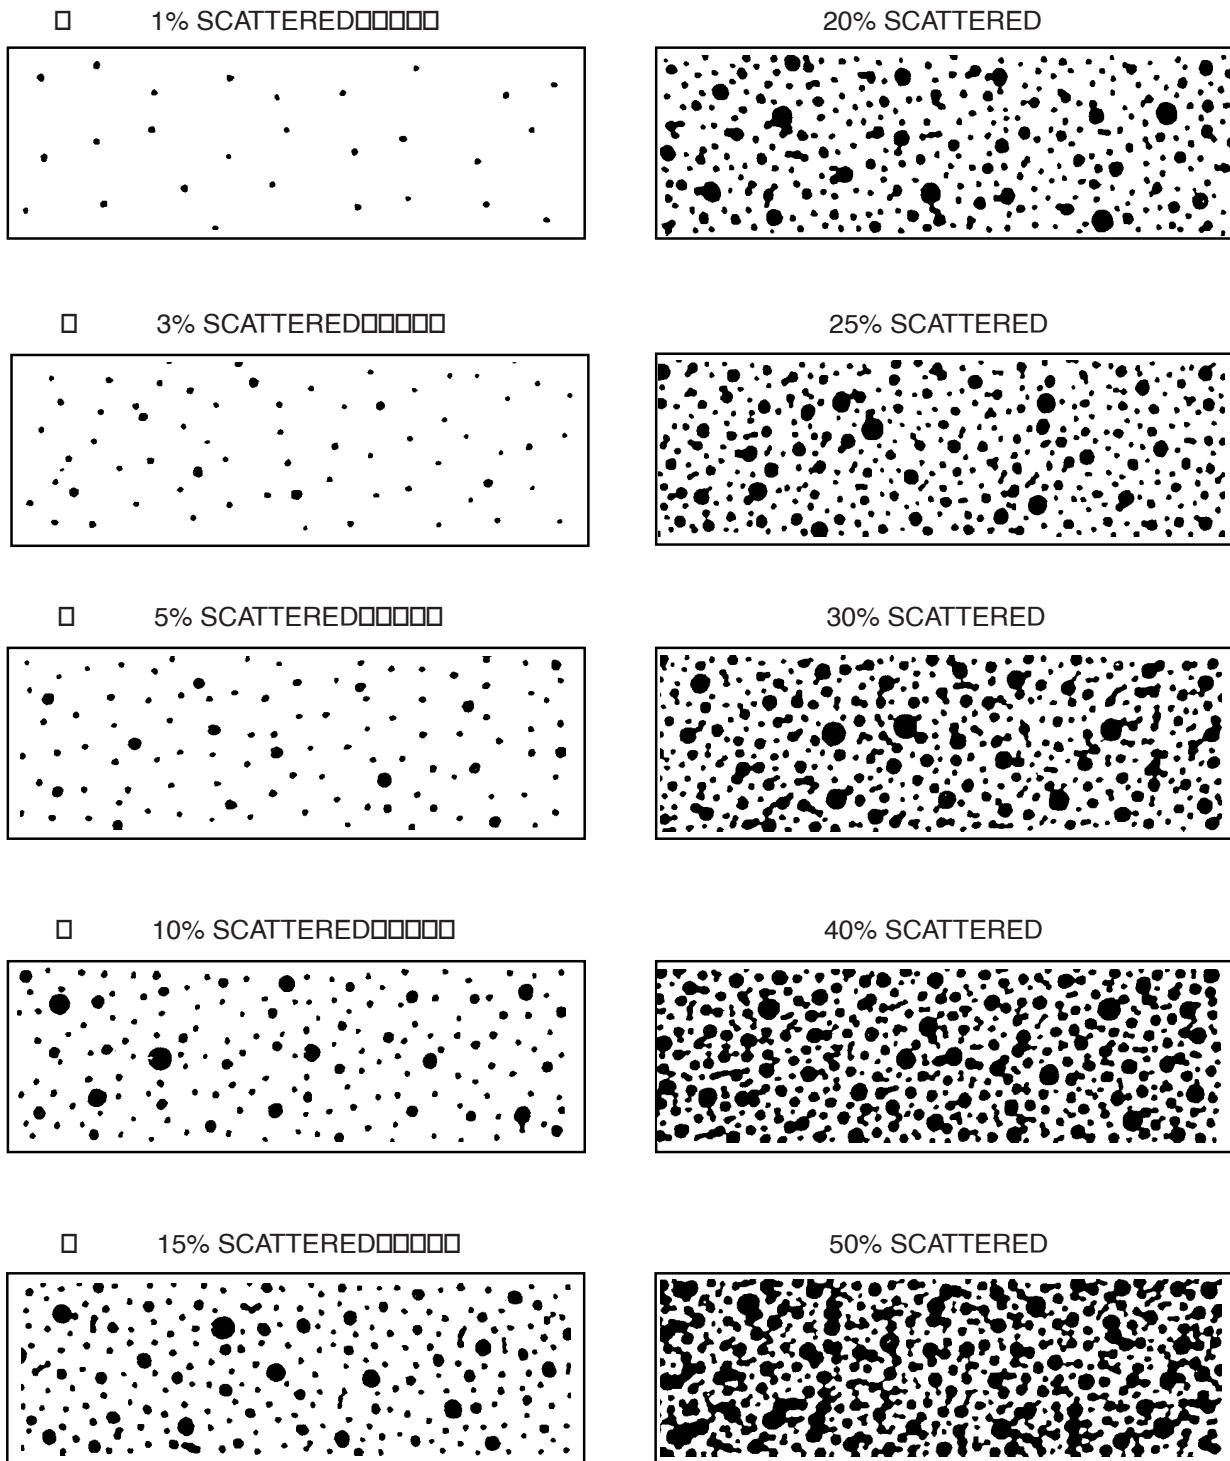 1% SCATTERED
20% SCATTERED
3% SCATTERED
25% SCATTERED
5% SCATTERED
30% SCATTERED
10% SCATTERED
40% SCATTERED
15% SCATTERED
50% SCATTERED